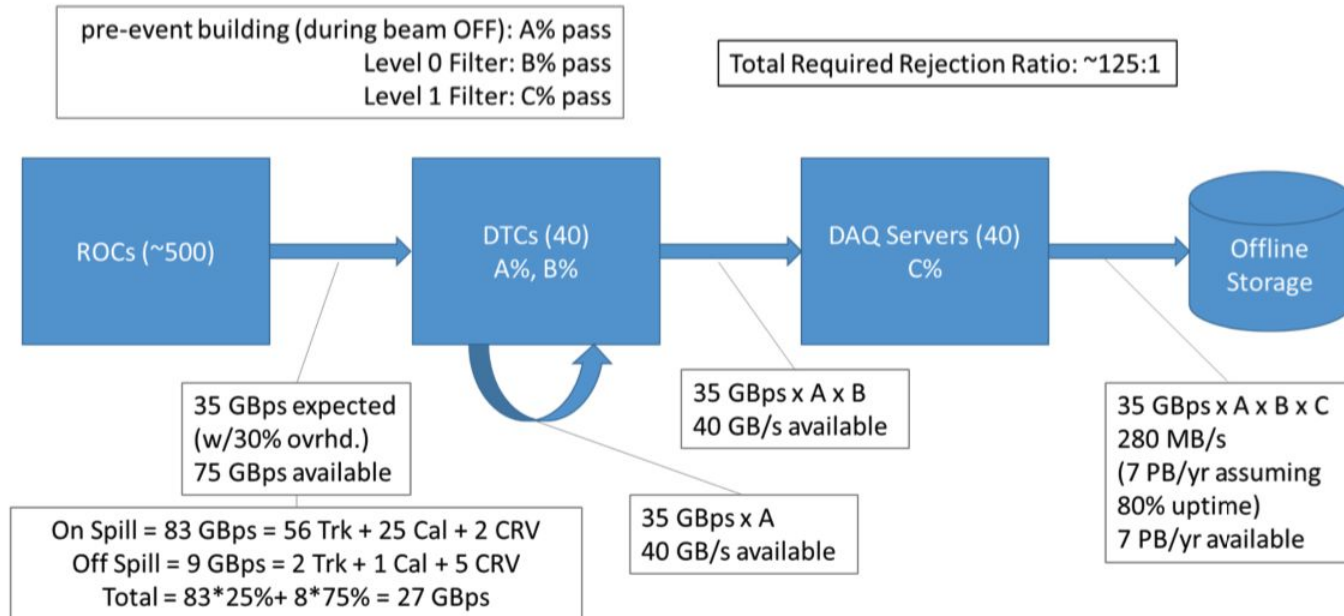 pre-event building (during beam OFF): A% pass
Level 0 Filter: B% pass
Level 1 Filter: C% pass
Total Required Rejection Ratio: ~125:1
ROCs (~500)
DTCs (40)
A%, B%
DAQ Servers (40)
C%
Offline
Storage
35 GBps expected
(w/30% ovrhd.)
75 GBps available
35 GBps x A x B
40 GB/s available
35 GBps x A x B x C
280 MB/s
(7 PB/yr assuming
80% uptime)
7 PB/yr available
On Spill = 83 GBps = 56 Trk + 25 Cal + 2 CRV
Off Spill = 9 GBps = 2 Trk + 1 Cal + 5 CRV
Total = 83*25%+ 8*75% = 27 GBps
35 GBps x A
40 GB/s available